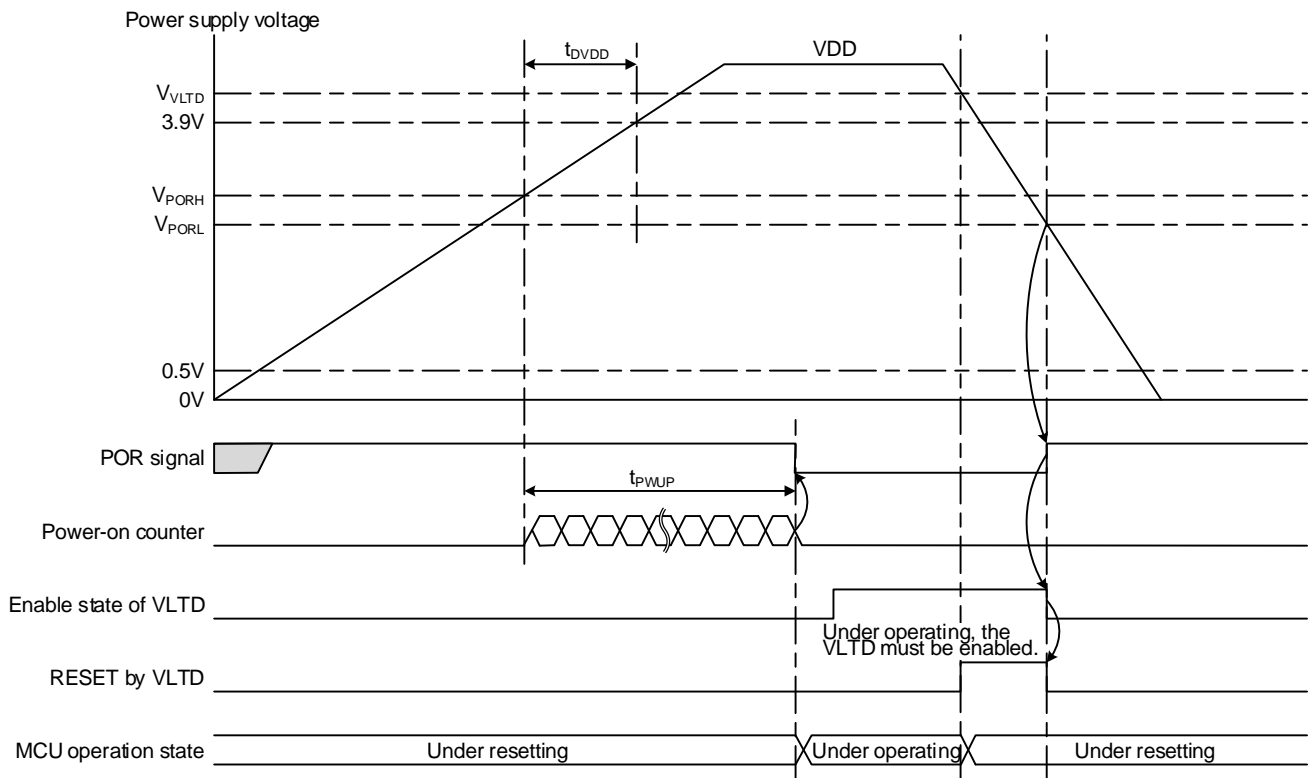 Power supply voltage
tDVDD
VDD
VVLTD
3.9V
VPORH
VPORL
0.5V
0V
POR signal
tPWUP
Power-on counter
Enable state of VLTD
Under operating, the
VLTD must be enabled.
RESET by VLTD
MCU operation state
Under resetting
Under operating
Under resetting